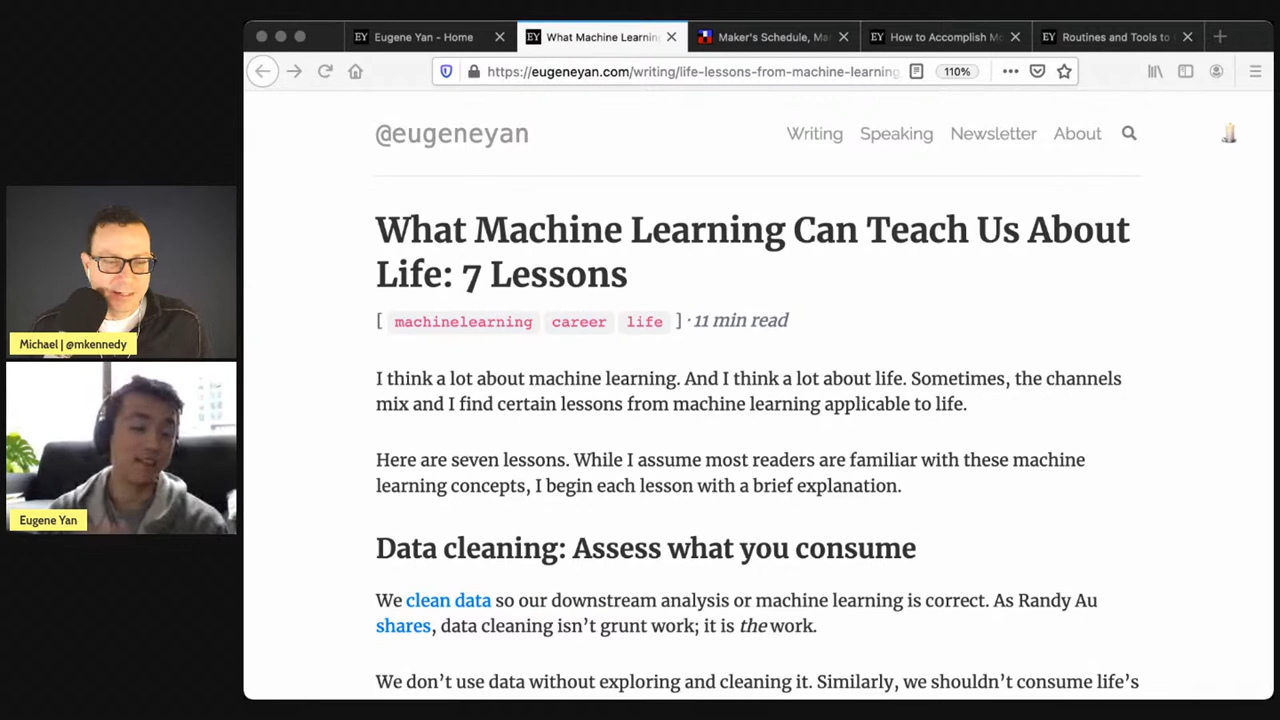 EY Eugene Yan - Home
EY What Machine Learnin
Maker's Schedule, Ma
EY How to Accomplish Mo
EY Routines and Tools to
https://eugeneyan.com/writing/life-lessons-from-machine-learning
110%
@eugeneyan
Writing Speaking Newsletter About
What Machine Learning Can Teach Us About
Life: 7 Lessons
[ machinelearning career life ] · 11 min read
I think a lot about machine learning. And I think a lot about life. Sometimes, the channels
mix and I find certain lessons from machine learning applicable to life.
Here are seven lessons. While I assume most readers are familiar with these machine
learning concepts, I begin each lesson with a brief explanation.
Data cleaning: Assess what you consume
We clean data so our downstream analysis or machine learning is correct. As Randy Au
shares, data cleaning isn’t grunt work; it is the work.
We don’t use data without exploring and cleaning it. Similarly, we shouldn’t consume life’s
Michael | @mkennedy
Eugene Yan